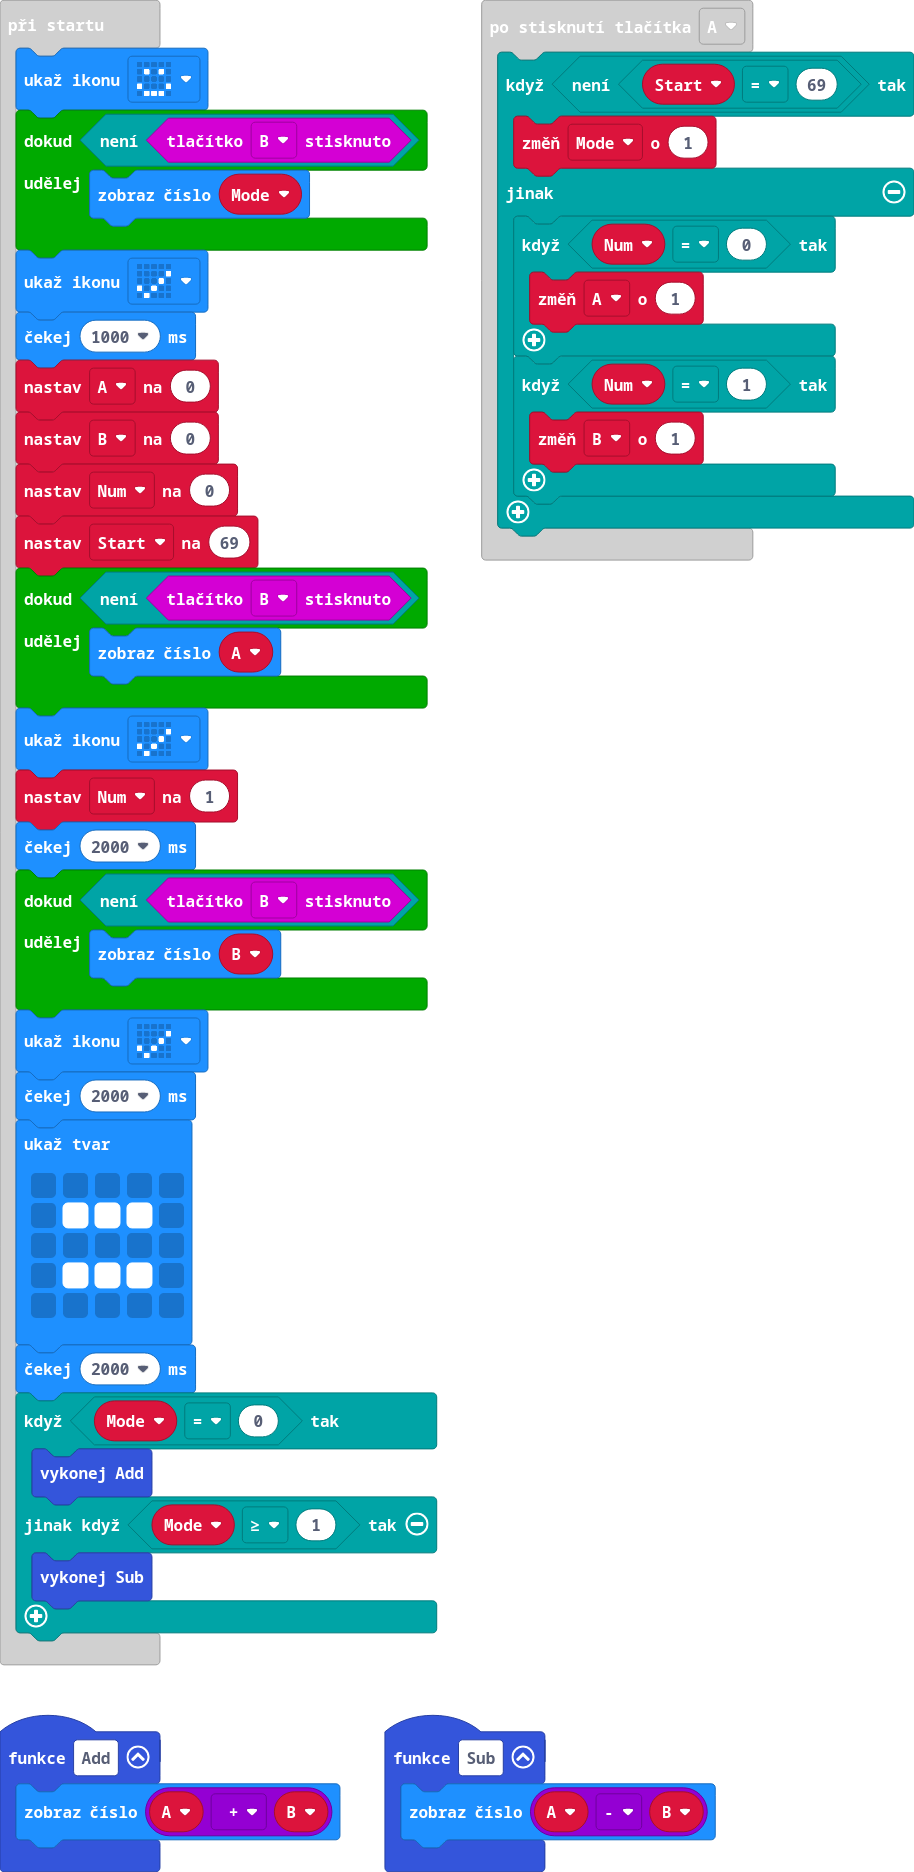 při startu
ukaž ikonu
dokud není tlačítko B stisknuto
udělej zobraz číslo Mode
ukaž ikonu
čekej 1000 ms
nastav A na 0
nastav B na 0
nastav Num na 0
nastav Start na 69
dokud není tlačítko B stisknuto
udělej zobraz číslo A
ukaž ikonu
nastav Num na 1
čekej 2000 ms
dokud není tlačítko B stisknuto
udělej zobraz číslo B
ukaž ikonu
čekej 2000 ms
ukaž tvar
čekej 2000 ms
když Mode = 0 tak
vykonej Add
jinak když Mode ≥ 1 tak
vykonej Sub
po stisknutí tlačítka A
když není Start = 69 tak
změň Mode o 1
jinak
když Num = 0 tak
změň A o 1
když Num = 1 tak
změň B o 1
funkce Add
zobraz číslo A + B
funkce Sub
zobraz číslo A - B